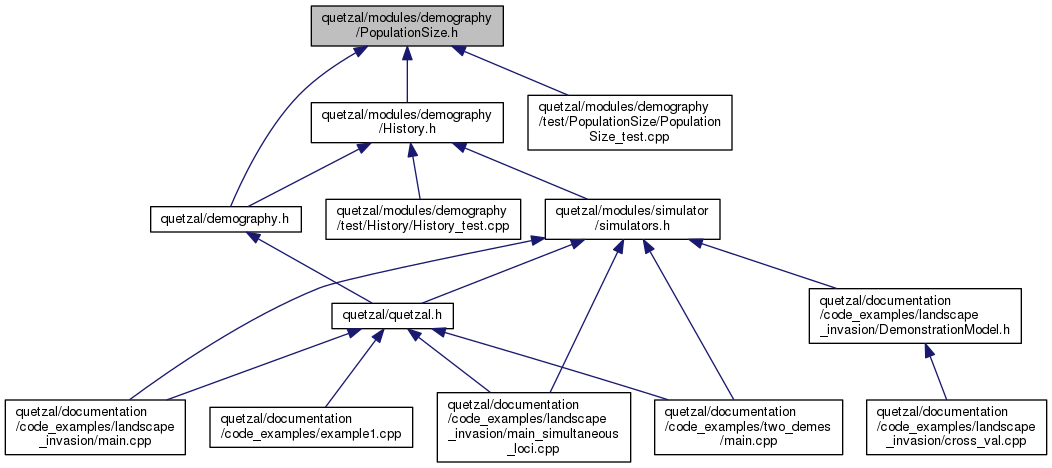 quetzal/modules/demography
/PopulationSize.h
quetzal/modules/demography
/test/PopulationSize/Population
Size_test.cpp
quetzal/modules/demography
/History.h
quetzal/demography.h
quetzal/modules/demography
/test/History/History_test.cpp
quetzal/modules/simulator
/simulators.h
quetzal/quetzal.h
quetzal/documentation
/code_examples/landscape
_invasion/DemonstrationModel.h
quetzal/documentation
/code_examples/landscape
_invasion/main.cpp
quetzal/documentation
/code_examples/example1.cpp
quetzal/documentation
/code_examples/landscape
_invasion/main_simultaneous
_loci.cpp
quetzal/documentation
/code_examples/two_demes
/main.cpp
quetzal/documentation
/code_examples/landscape
_invasion/cross_val.cpp